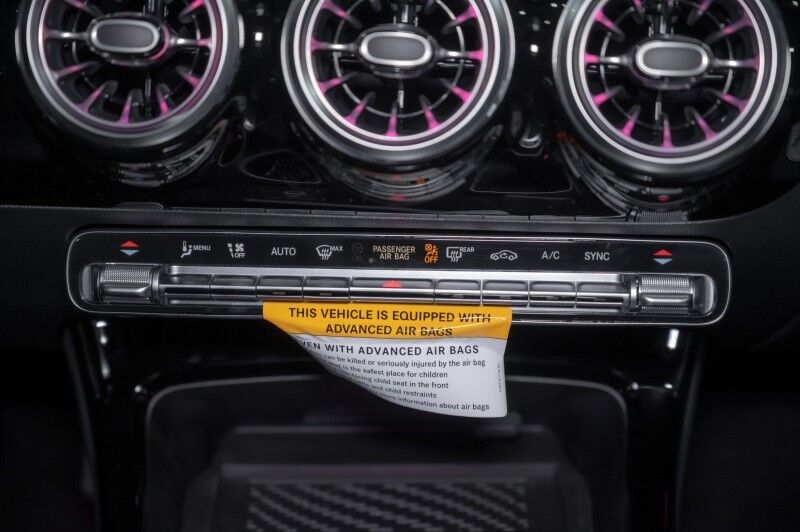 MENU OFF AUTO MAX PASSENGER AIR BAG OFF REAR A/C SYNC
THIS VEHICLE IS EQUIPPED WITH
ADVANCED AIR BAGS
EVEN WITH ADVANCED AIR BAGS
can be killed or seriously injured by the air bag
is the safest place for children
facing child seat in the front
and child restraints
more information about air bags